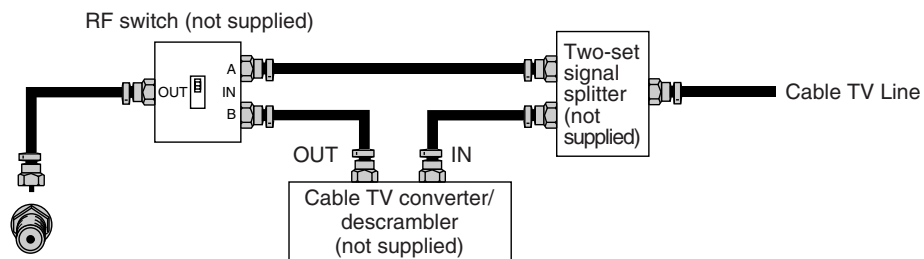 RF switch (not supplied)
OUT
A
IN
B
Two-set
signal
splitter
(not
supplied)
Cable TV Line
OUT
IN
Cable TV converter/
descrambler
(not supplied)